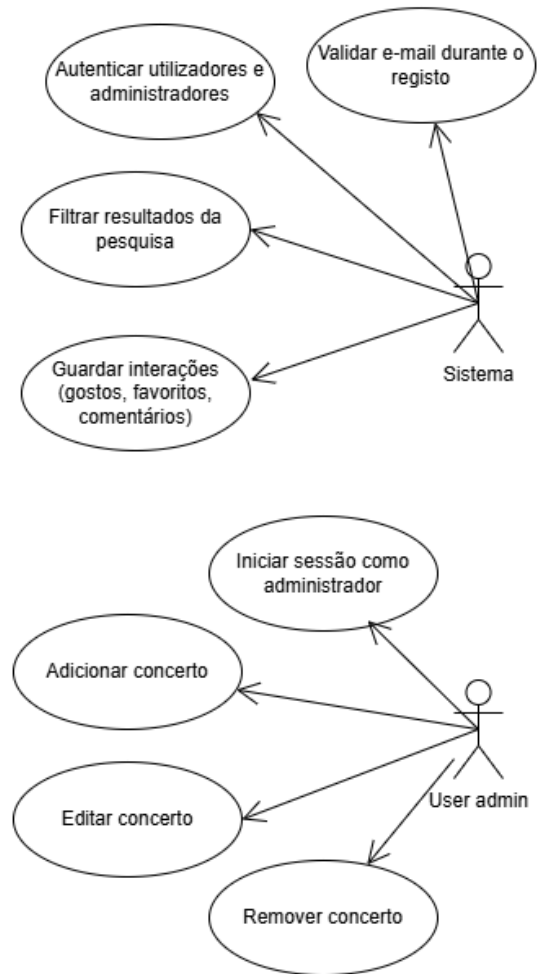 Validar e-mail durante o
registo
Autenticar utilizadores e
administradores
Filtrar resultados da
pesquisa
Guardar interações
(gostos, favoritos,
comentários)
Sistema
Iniciar sessão como
administrador
Adicionar concerto
Editar concerto
User admin
Remover concerto